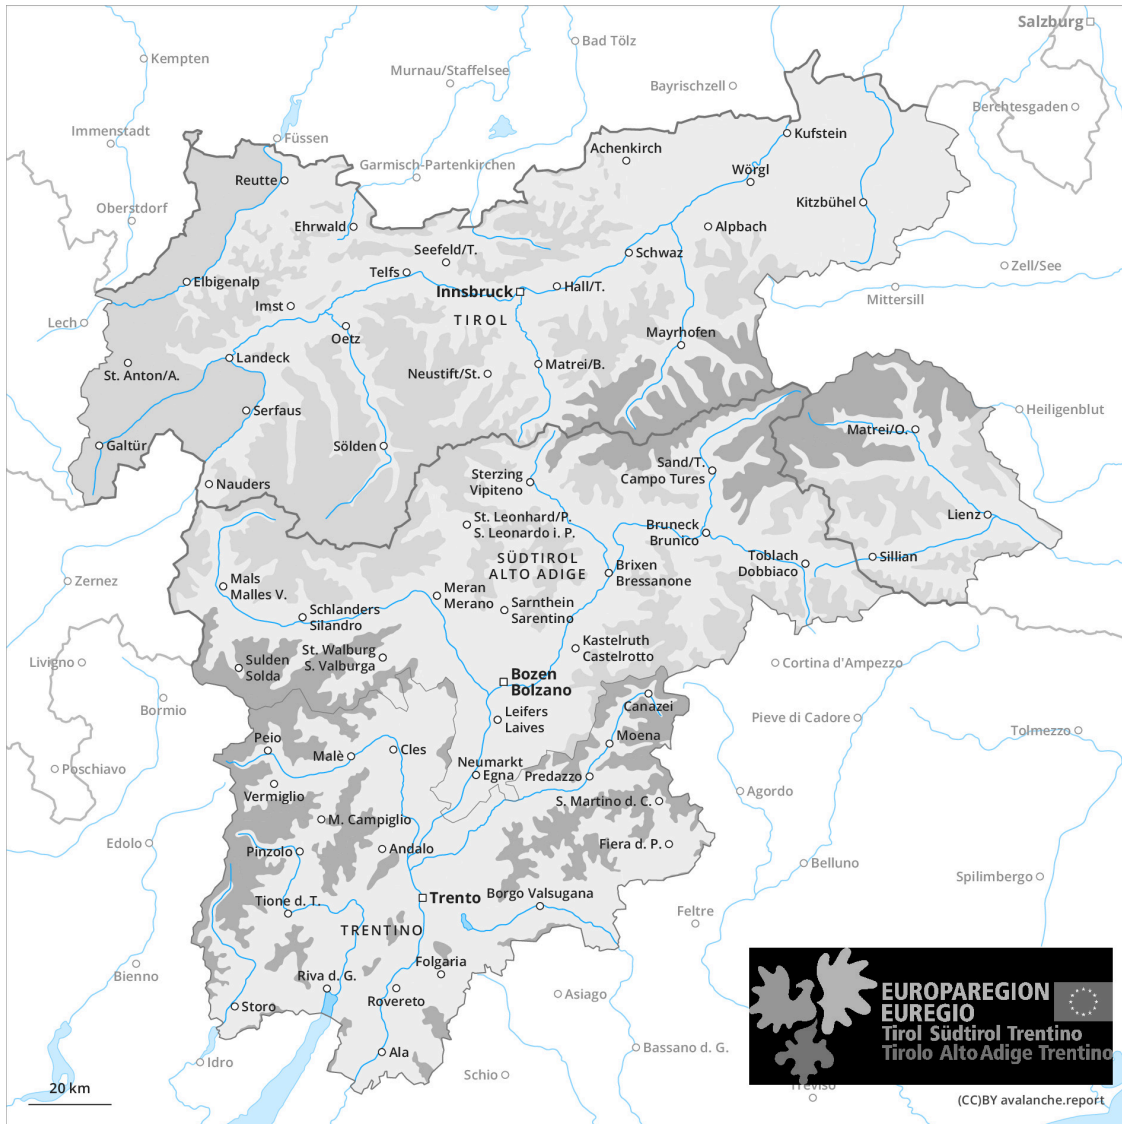 Salzburg
Bad Tölz
Kempten
Murnau/Staffelsee
Bayrischzell
Berchtesgaden
Immenstadt
Füssen
Kufstein
Achenkirch
Garmisch-Partenkirchen
Wörgl
Reutte
Kitzbühel
Oberstdorf
Ehrwald
Alpbach
Seefeld/T.
Schwaz
Zell/See
Telfs
Elbigenalp
Hall/T.
Innsbruck
Mittersill
Imst
TIROL
Lech
Oetz
Mayrhofen
Landeck
Matrei/B.
St. Anton/A.
Neustift/St.
Serfaus
Heiligenblut
Matrei/O.
Galtür
Sölden
Sterzing
Vipiteno
Sand/T.
Campo Tures
Nauders
St. Leonhard/P.
S. Leonardo i. P.
Lienz
Bruneck
Brunico
SÜDTIROL
ALTO ADIGE
Toblach
Dobbiaco
Sillian
Brixen
Bressanone
Zernez
Mals
Malles V.
Meran
Merano
Sarnthein
Sarentino
Schlanders
Silandro
Kastelruth
Castelrotto
St. Walburg
S. Valburga
Livigno
Sulden
Solda
Cortina d'Ampezzo
Bozen
Bolzano
Bormio
Canazei
Leifers
Laives
Pieve di Cadore
Tolmezzo
Peio
Moena
Malè
Cles
Poschiavo
Neumarkt
Egna
Predazzo
Vermiglio
S. Martino d. C.
Agordo
M. Campiglio
Edolo
Pinzolo
Andalo
Fiera d. P.
Belluno
Spilimbergo
Trento
Borgo Valsugana
Tione d. T.
Feltre
TRENTINO
Folgaria
Bienno
Riva d. G.
Asiago
Rovereto
Storo
EUROPAREGION
EUREGIO
Tirol Südtirol Trentino
Tirolo Alto Adige Trentino
Ala
Bassano d. G.
Idro
Schio
Treviso
20 km
(CC)BY avalanche.report